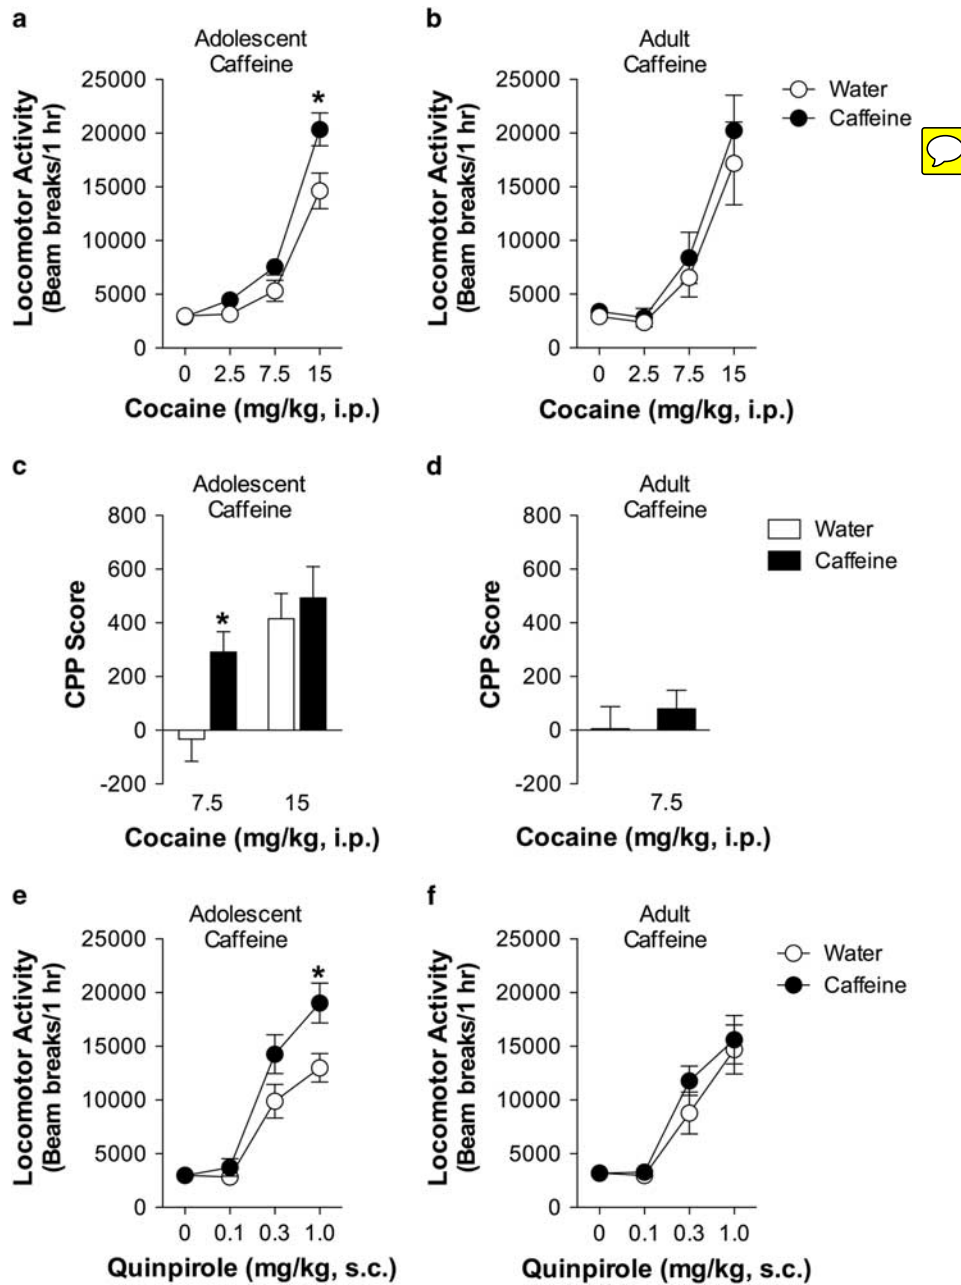 a
Adolescent
Caffeine
Locomotor Activity
(Beam breaks/1 hr)
25000
20000
15000
10000
5000
0
*
0 2.5 7.5 15
Cocaine (mg/kg, i.p.)
b
Adult
Caffeine
Locomotor Activity
(Beam breaks/1 hr)
25000
20000
15000
10000
5000
0
0 2.5 7.5 15
Cocaine (mg/kg, i.p.)
Water
Caffeine
c
Adolescent
Caffeine
CPP Score
800
600
400
200
0
-200
*
7.5 15
Cocaine (mg/kg, i.p.)
d
Adult
Caffeine
CPP Score
800
600
400
200
0
-200
7.5
Cocaine (mg/kg, i.p.)
Water
Caffeine
e
Adolescent
Caffeine
Locomotor Activity
(Beam breaks/1 hr)
25000
20000
15000
10000
5000
0
*
0 0.1 0.3 1.0
Quinpirole (mg/kg, s.c.)
f
Adult
Caffeine
Locomotor Activity
(Beam breaks/1 hr)
25000
20000
15000
10000
5000
0
0 0.1 0.3 1.0
Quinpirole (mg/kg, s.c.)
Water
Caffeine